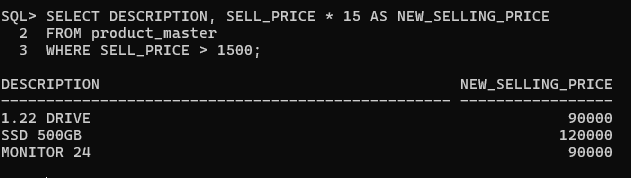 SQL> SELECT DESCRIPTION, SELL_PRICE * 15 AS NEW_SELLING_PRICE
  2  FROM product_master
  3  WHERE SELL_PRICE > 1500;

DESCRIPTION                                        NEW_SELLING_PRICE
-------------------------------------------------- -----------------
1.22 DRIVE                                                     90000
SSD 500GB                                                     120000
MONITOR 24                                                     90000